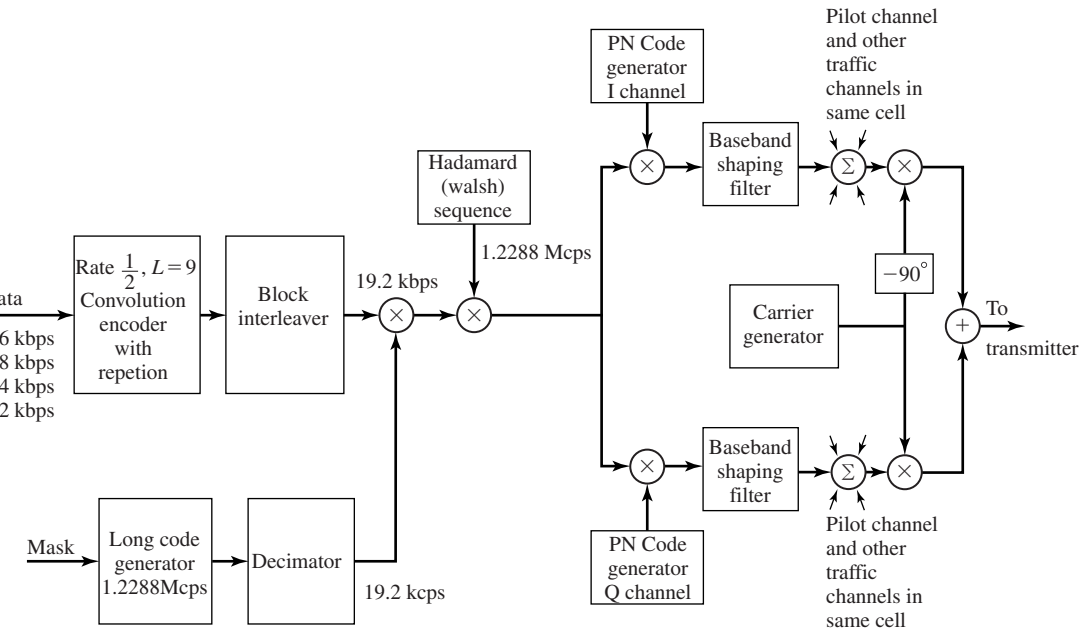 Pilot channel
and other
traffic
channels in
same cell
PN Code
generator
I channel
Baseband
shaping
filter
×
Σ
×
Hadamard
(walsh)
sequence
1.2288 Mcps
−90°
Rate 1/2, L=9
Convolution
encoder
with
repetion
Block
interleaver
19.2 kbps
×
×
Carrier
generator
+
To
transmitter
ata
6 kbps
8 kbps
4 kbps
2 kbps
×
Baseband
shaping
filter
Σ
×
Mask
Long code
generator
1.2288Mcps
Decimator
19.2 kcps
PN Code
generator
Q channel
Pilot channel
and other
traffic
channels in
same cell